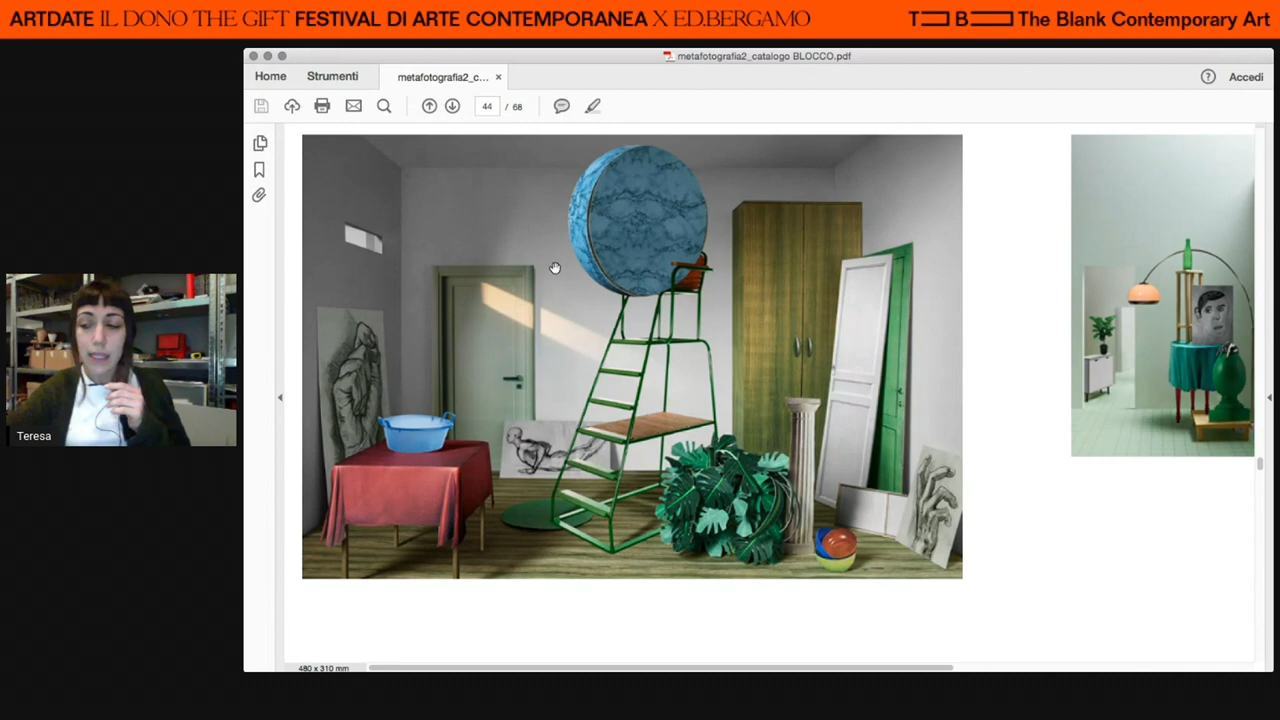 ARTDATE IL DONO THE GIFT FESTIVAL DI ARTE CONTEMPORANEA X ED.BERGAMO
T B The Blank Contemporary Art
metafotografia2_catalogo BLOCCO.pdf
Home Strumenti metafotografia2_c... × ? Accedi
44 / 68
Teresa
480 x 310 mm